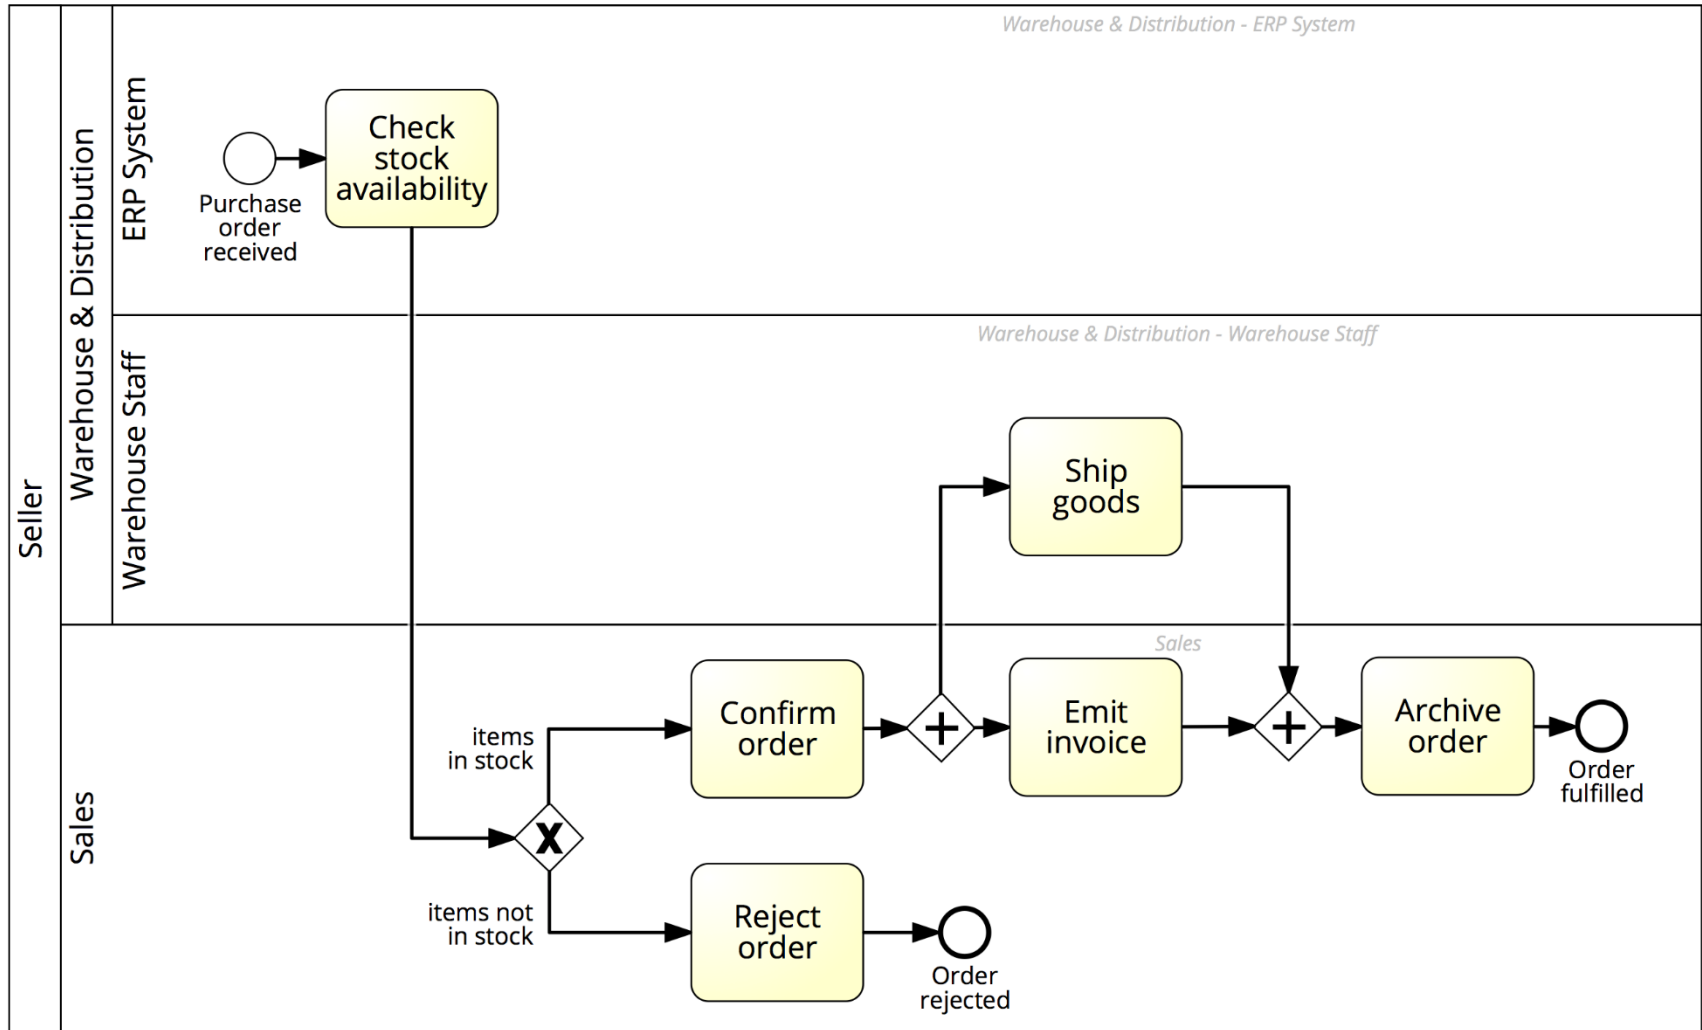 Seller
Warehouse & Distribution
ERP System
Warehouse & Distribution - ERP System
Purchase
order
received
Check
stock
availability
Warehouse Staff
Warehouse & Distribution - Warehouse Staff
Ship
goods
Sales
Sales
items
in stock
items not
in stock
X
Confirm
order
+
Emit
invoice
+
Archive
order
Order
fulfilled
Reject
order
Order
rejected